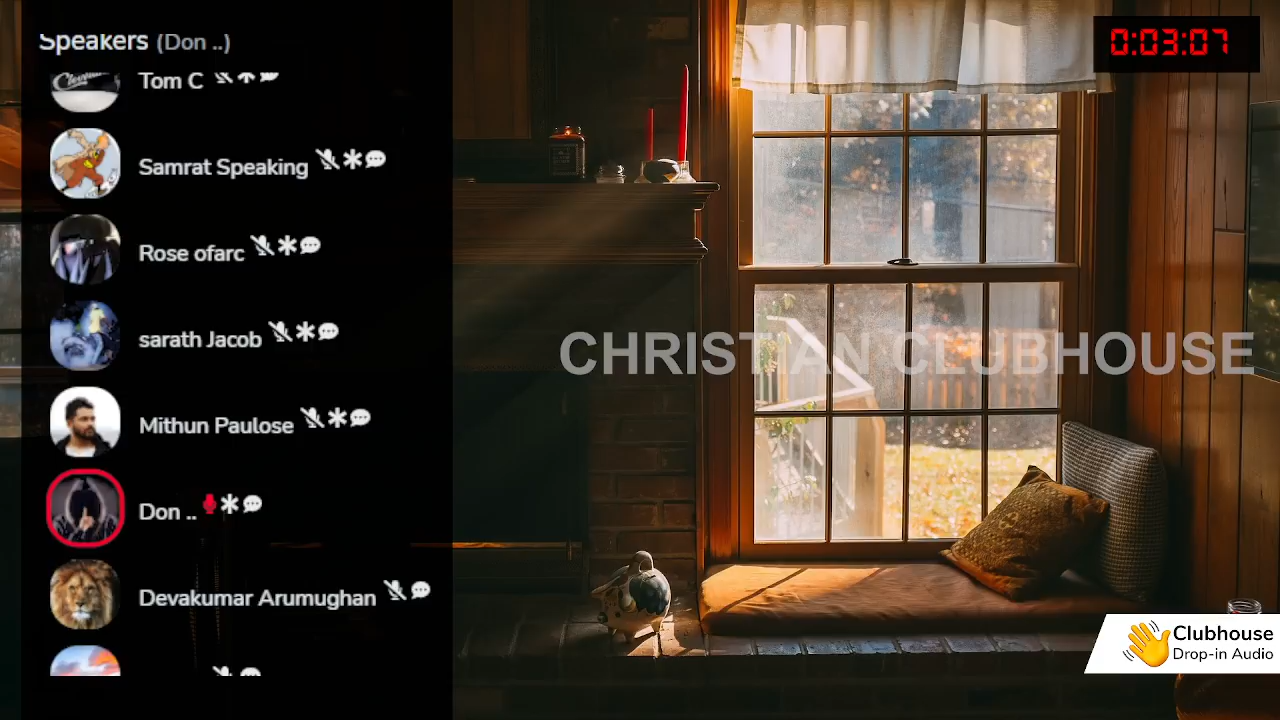 Speakers (Don ..)
0:03:07
Tom C
Samrat Speaking
Rose ofarc
sarath Jacob
CHRISTIAN CLUBHOUSE
Mithun Paulose
Don ..
Devakumar Arumughan
Clubhouse
Drop-in Audio